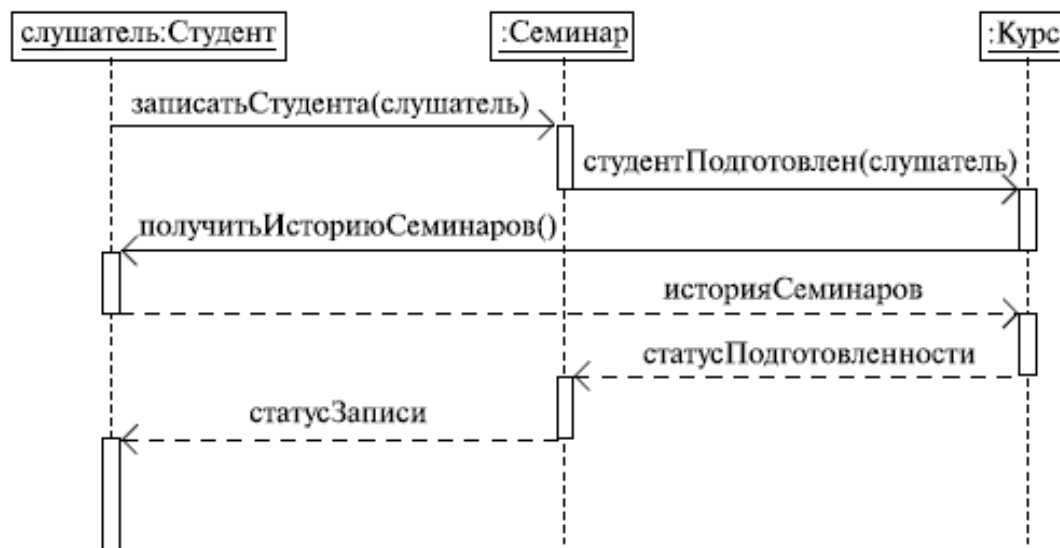 слушатель:Студент
:Семинар
:Курс
записатьСтудента(слушатель)
студентПодготовлен(слушатель)
получитьИсториюСеминаров()
историяСеминаров
статусПодготовленности
статусЗаписи